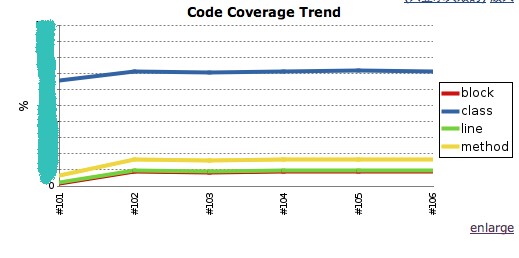 Code Coverage Trend
%
0
#101
#102
#103
#104
#105
#106
block
class
line
method
enlarge